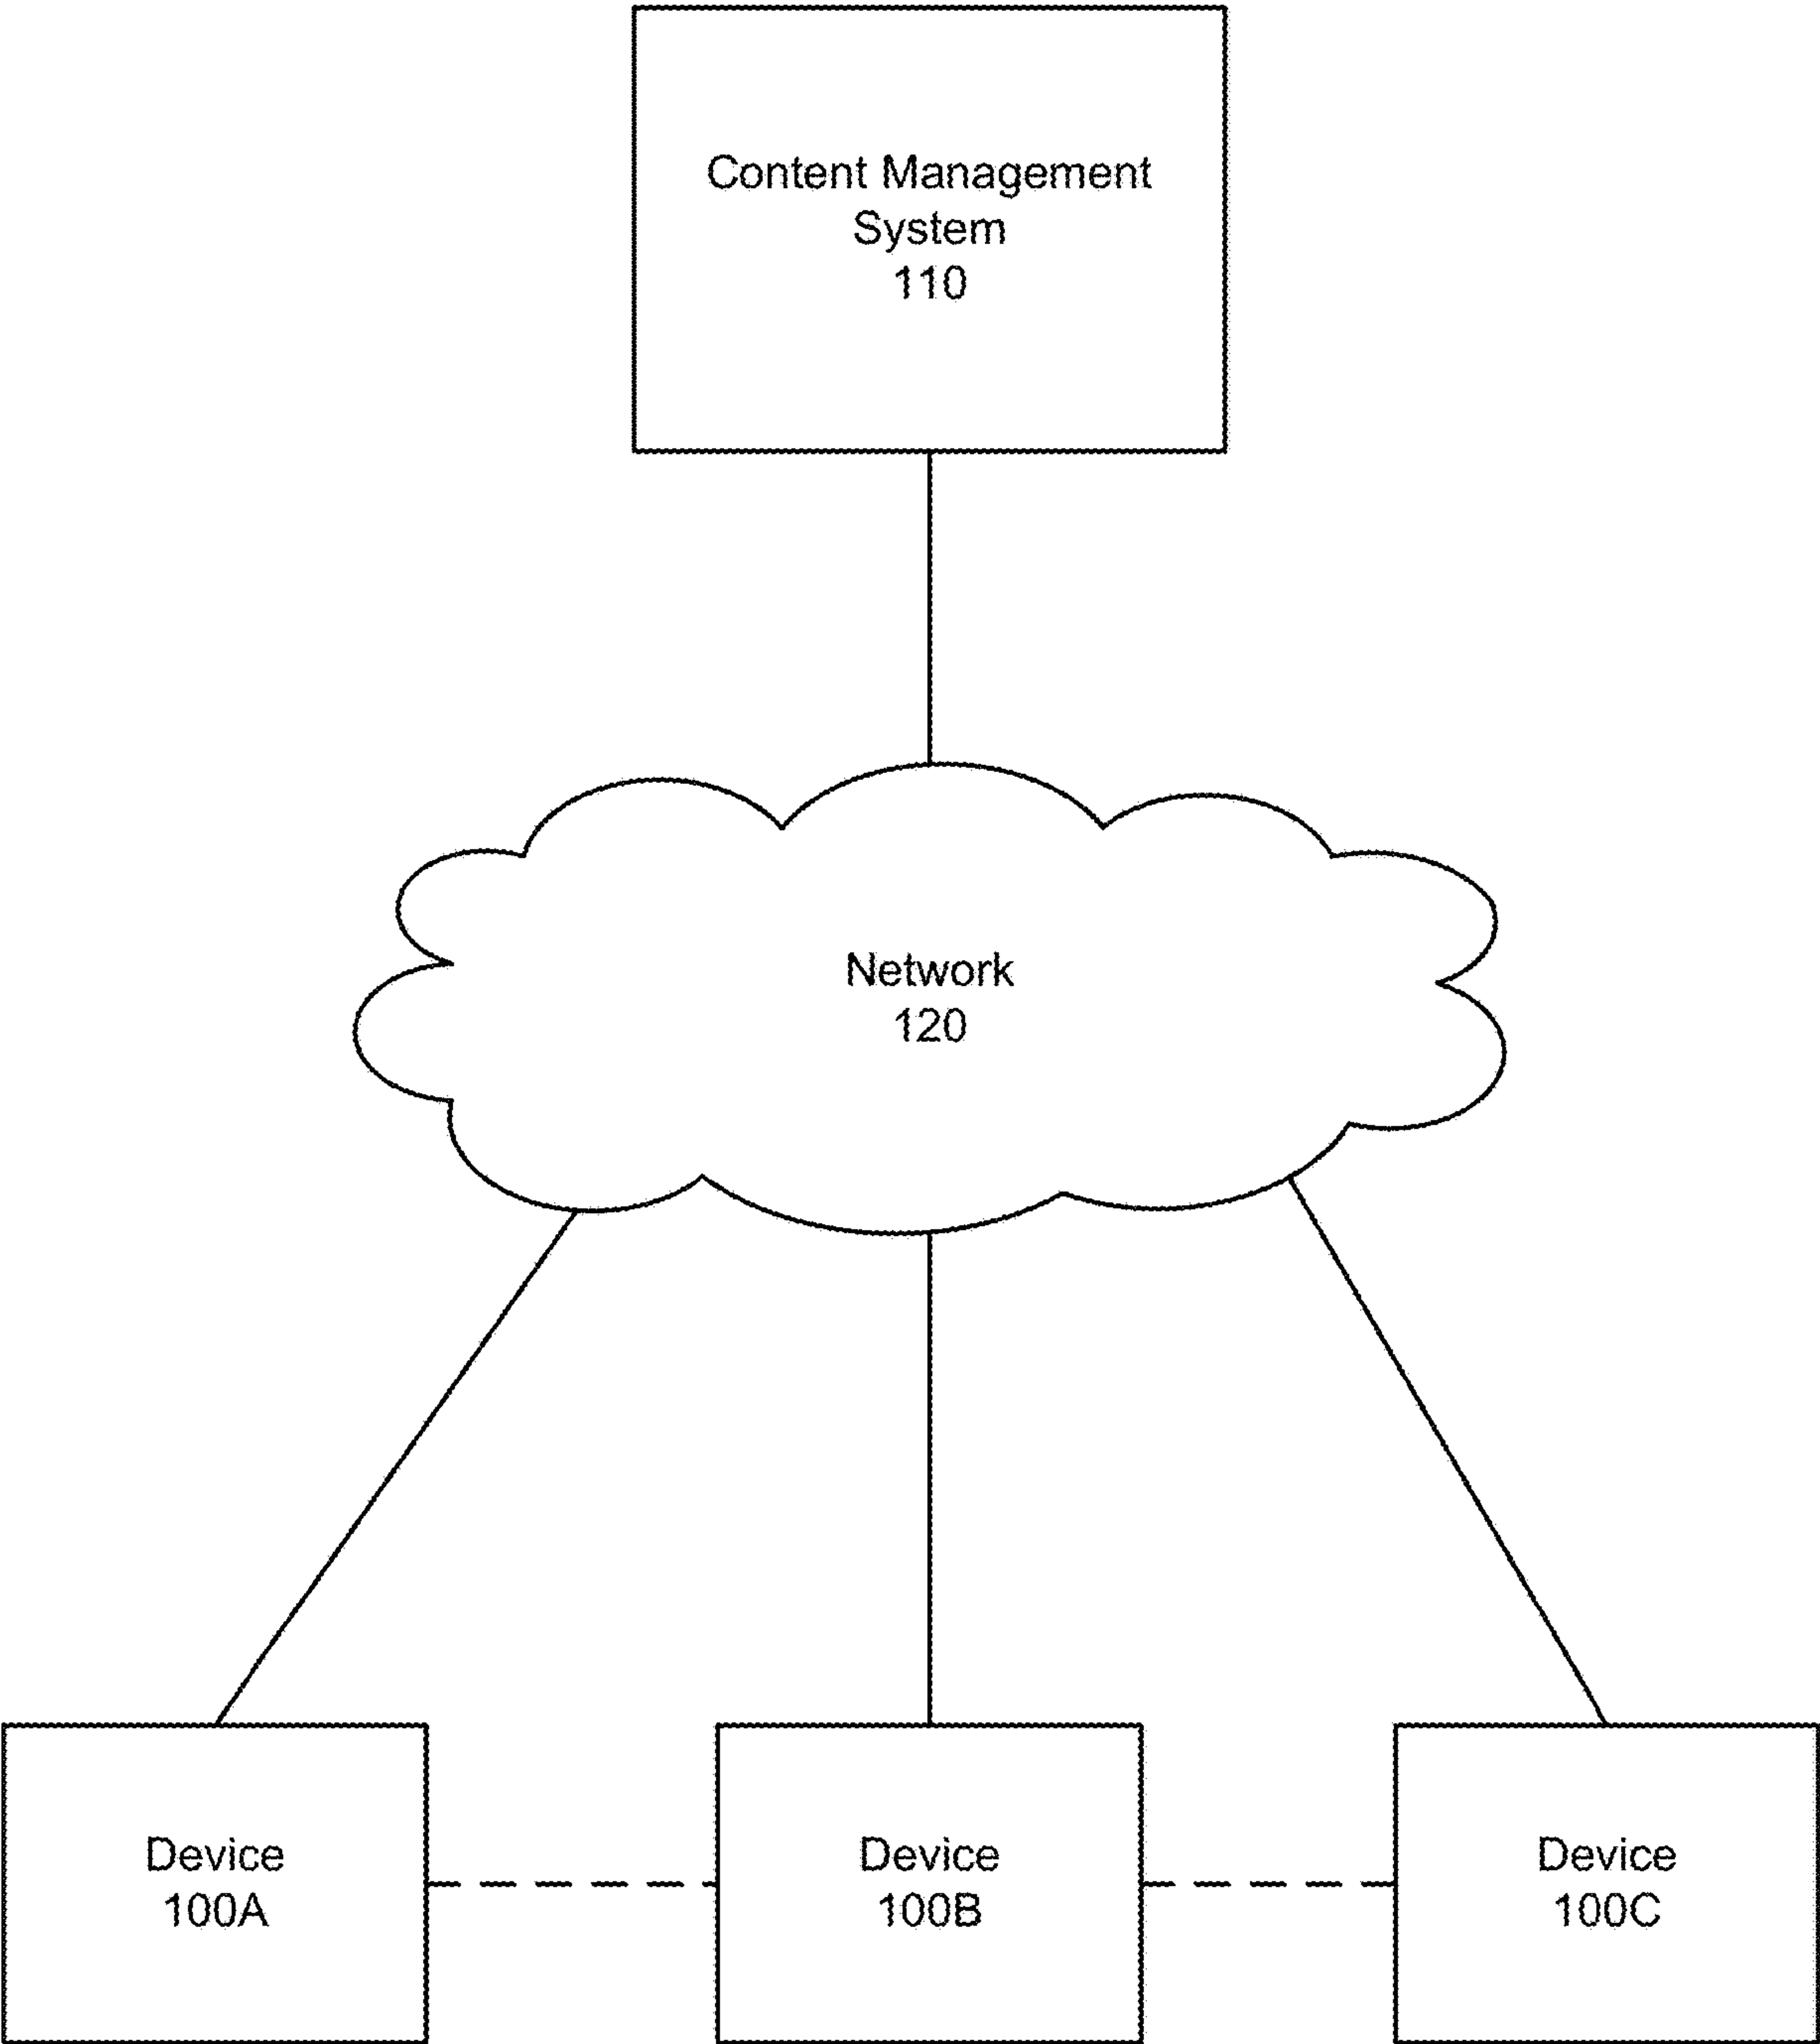 Content Management
System
110
Network
120
Device
100A
Device
100B
Device
100C